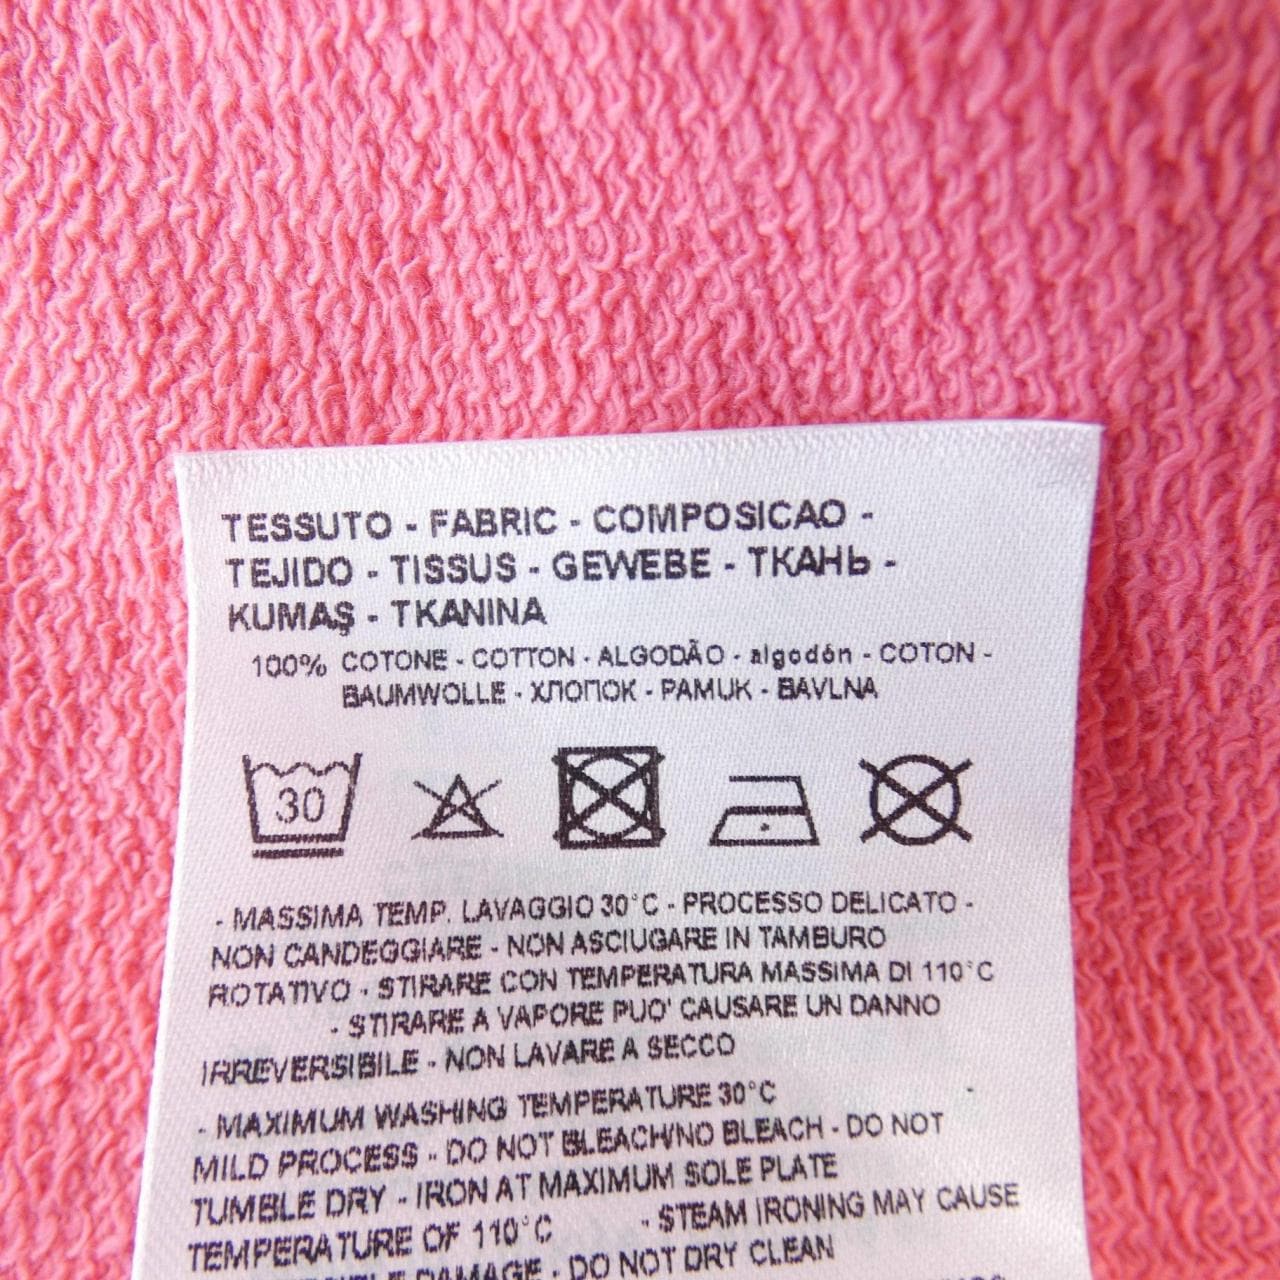 TESSUTO - FABRIC - COMPOSICAO -
TEJIDO - TISSUS - GEWEBE - ТКАНЬ -
KUMAŞ - TKANINA
100% COTONE - COTTON - ALGODÃO - algodón - COTON -
BAUMWOLLE - ХЛОПОК - PAMUK - BAVLNA
30
- MASSIMA TEMP. LAVAGGIO 30°C - PROCESSO DELICATO -
NON CANDEGGIARE - NON ASCIUGARE IN TAMBURO
ROTATIVO - STIRARE CON TEMPERATURA MASSIMA DI 110°C
- STIRARE A VAPORE PUO' CAUSARE UN DANNO
IRREVERSIBILE - NON LAVARE A SECCO
- MAXIMUM WASHING TEMPERATURE 30°C -
MILD PROCESS - DO NOT BLEACH/NO BLEACH - DO NOT
TUMBLE DRY - IRON AT MAXIMUM SOLE PLATE
TEMPERATURE OF 110°C - STEAM IRONING MAY CAUSE
DAMAGE - DO NOT DRY CLEAN